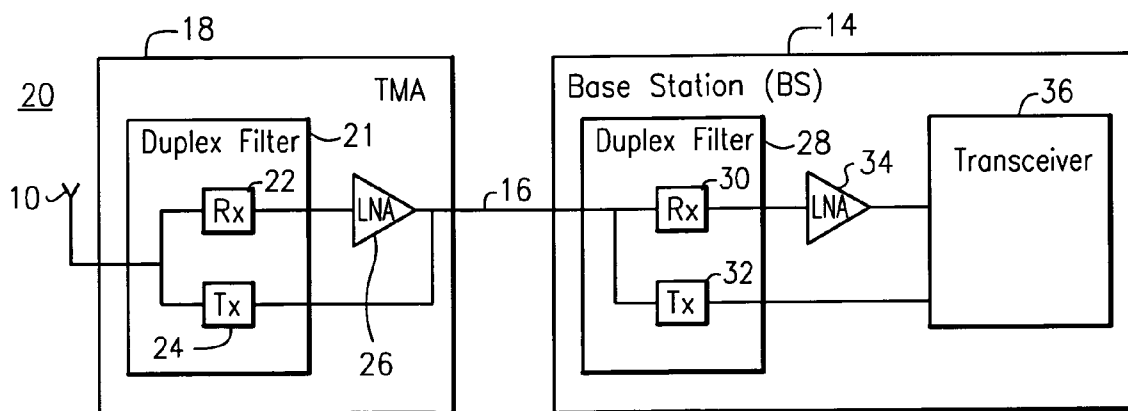 18
14
20
TMA
Base Station (BS)
36
Duplex Filter
21
Duplex Filter
28
Transceiver
10
22
Rx
LNA
16
30
Rx
34
LNA
Tx
24
26
32
Tx